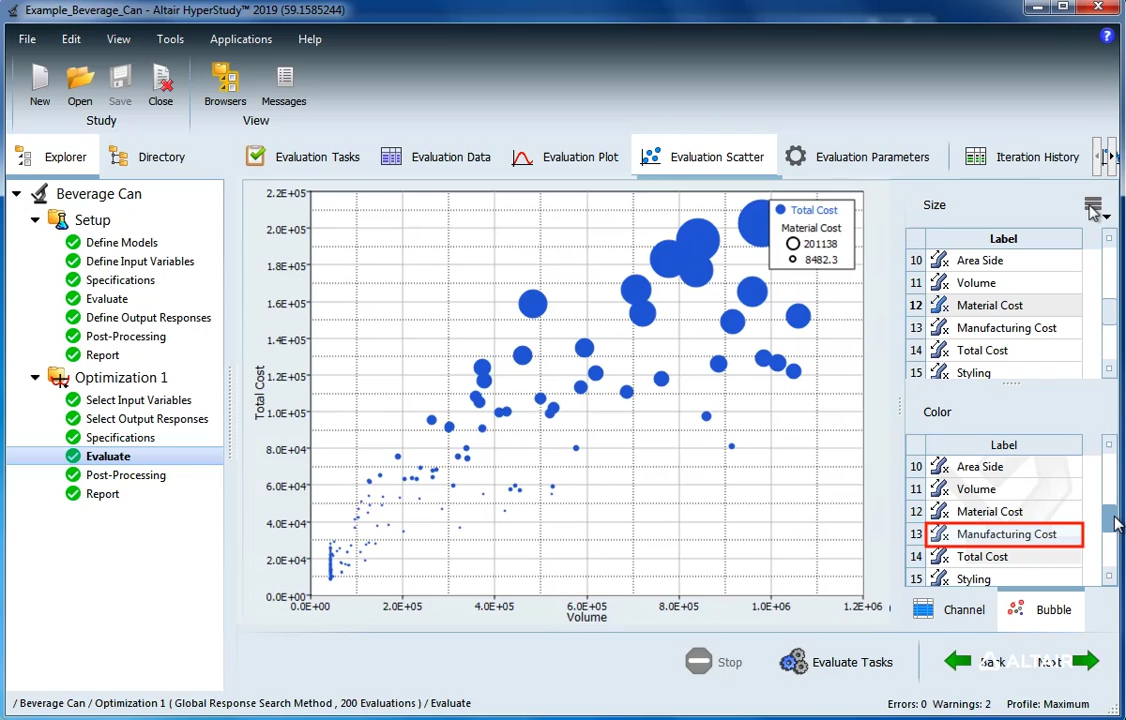 Example_Beverage_Can - Altair HyperStudy™ 2019 (59.1585244)
File Edit View Tools Applications Help
?
New Open Save Close Browsers Messages
Study View
Explorer Directory
Evaluation Tasks Evaluation Data Evaluation Plot Evaluation Scatter Evaluation Parameters Iteration History
Beverage Can
Setup
Define Models
Define Input Variables
Specifications
Evaluate
Define Output Responses
Post-Processing
Report
Optimization 1
Select Input Variables
Select Output Responses
Specifications
Evaluate
Post-Processing
Report
Total Cost
2.2E+05
2.0E+05
1.8E+05
1.6E+05
1.4E+05
1.2E+05
1.0E+05
8.0E+04
6.0E+04
4.0E+04
2.0E+04
0.0E+00
0.0E+00 2.0E+05 4.0E+05 6.0E+05 8.0E+05 1.0E+06 1.2E+06
Volume
Total Cost
Material Cost
201138
8482.3
Size
Label
10 Area Side
11 Volume
12 Material Cost
13 Manufacturing Cost
14 Total Cost
15 Styling
Color
Label
10 Area Side
11 Volume
12 Material Cost
13 Manufacturing Cost
14 Total Cost
15 Styling
Channel Bubble
Stop Evaluate Tasks Back Next
ALTAIR
/ Beverage Can / Optimization 1 ( Global Response Search Method , 200 Evaluations ) / Evaluate
Errors: 0 Warnings: 2 Profile: Maximum